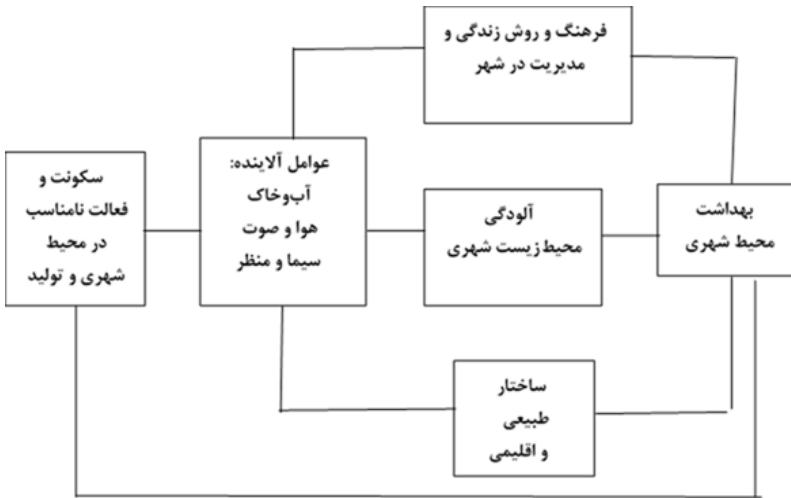 فرهنگ و روش زندگی و
مدیریت در شهر
بهداشت
محیط شهری
آلودگی
محیط‌زیست شهری
عوامل آلاینده:
آب‌وخاک
هوا و صوت
سیما و منظر
سکونت و
فعالت نامناسب
در محیط
شهری و تولید
ساختار
طبیعی
و اقلیمی